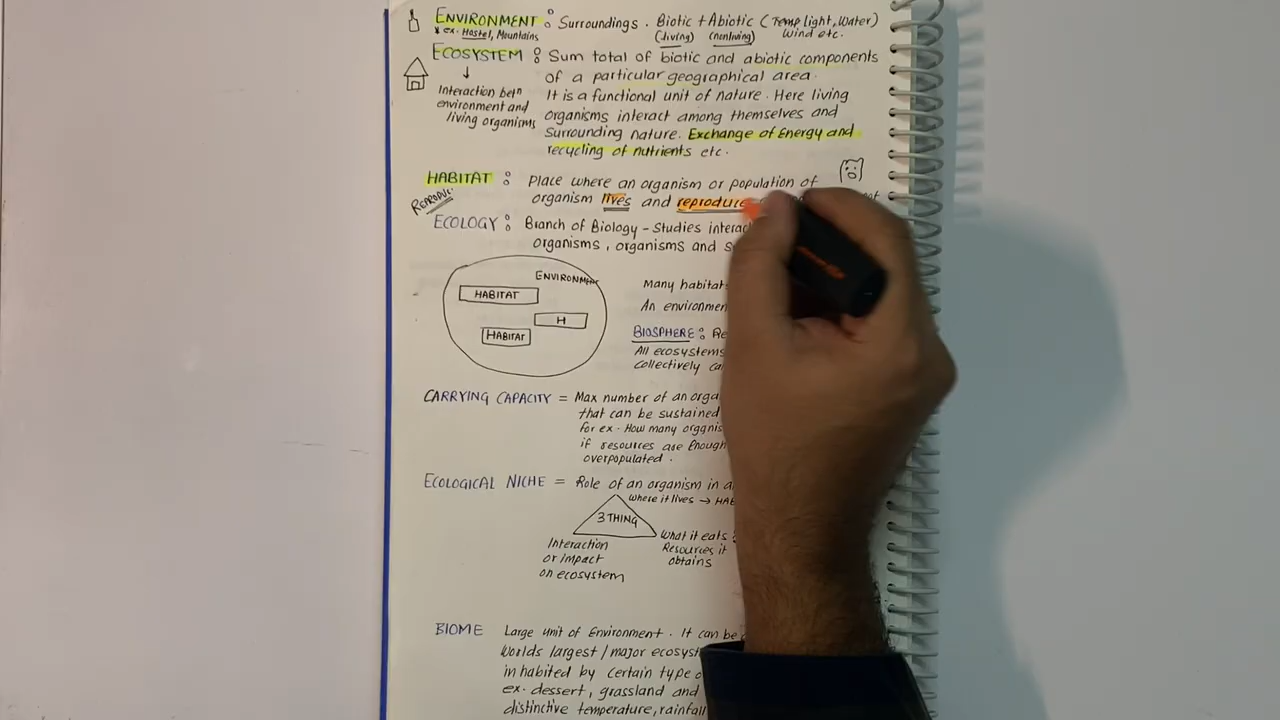 ENVIRONMENT : Surroundings. Biotic + Abiotic (Temp light, Water)
ex. Hostel, Mountains (living) (nonliving) Wind etc.
ECOSYSTEM : Sum total of biotic and abiotic components
of a particular geographical area.
↓
Interaction betn
environment and
living organisms
It is a functional unit of nature. Here living
organisms interact among themselves and
surrounding nature. Exchange of Energy and
recycling of nutrients etc.
HABITAT : Place where an organism or population of
organism lives and reproduce
REPRODUC
ECOLOGY : Branch of Biology - Studies
organisms, organisms and
ENVIRONMENT
HABITAT
H
HABITAT
Many habitat
An environmen
BIOSPHERE :
All ecosystems
collectively
CARRYING CAPACITY = Max number of an
that can be sustained
for ex. How many
if resources are Enough
overpopulated.
ECOLOGICAL NICHE = Role of an organism in
where it lives →
3 THING
Interaction
or impact
on ecosystem
What it eats
Resources it
obtains
BIOME Large unit of Environment. It can be
Worlds largest / major
in habited by certain type
ex. dessert, grassland and
distinctive temperature, rainfall